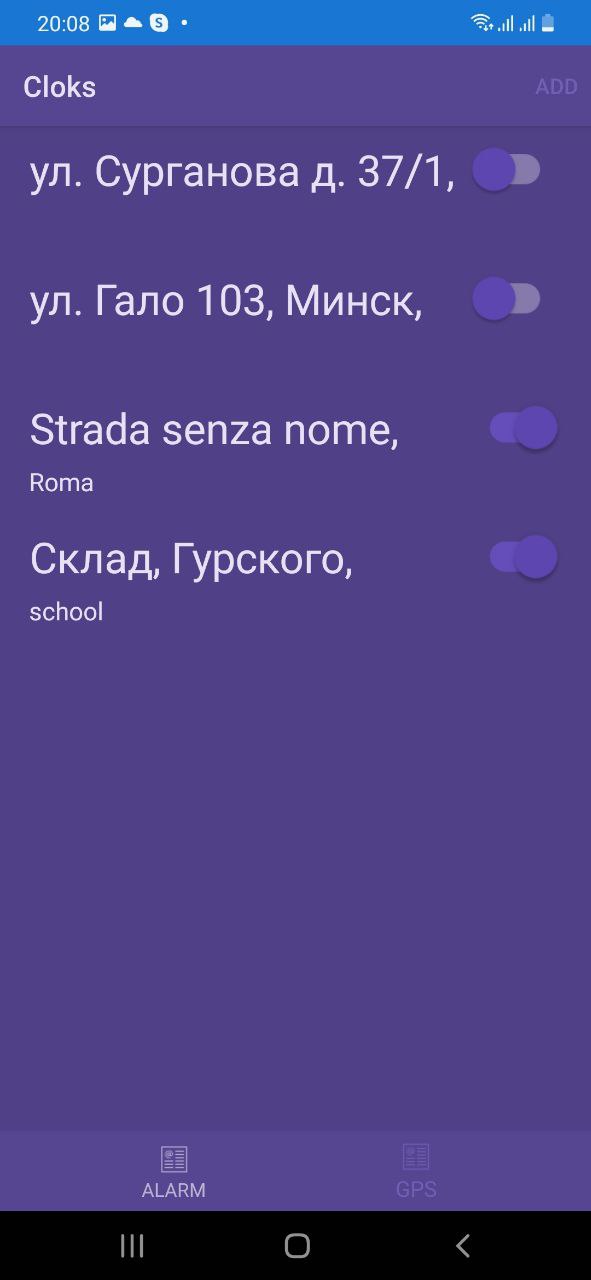 20:08
Cloks
ADD
ул. Сурганова д. 37/1,
ул. Гало 103, Минск,
Strada senza nome,
Roma
Склад, Гурского,
school
ALARM
GPS